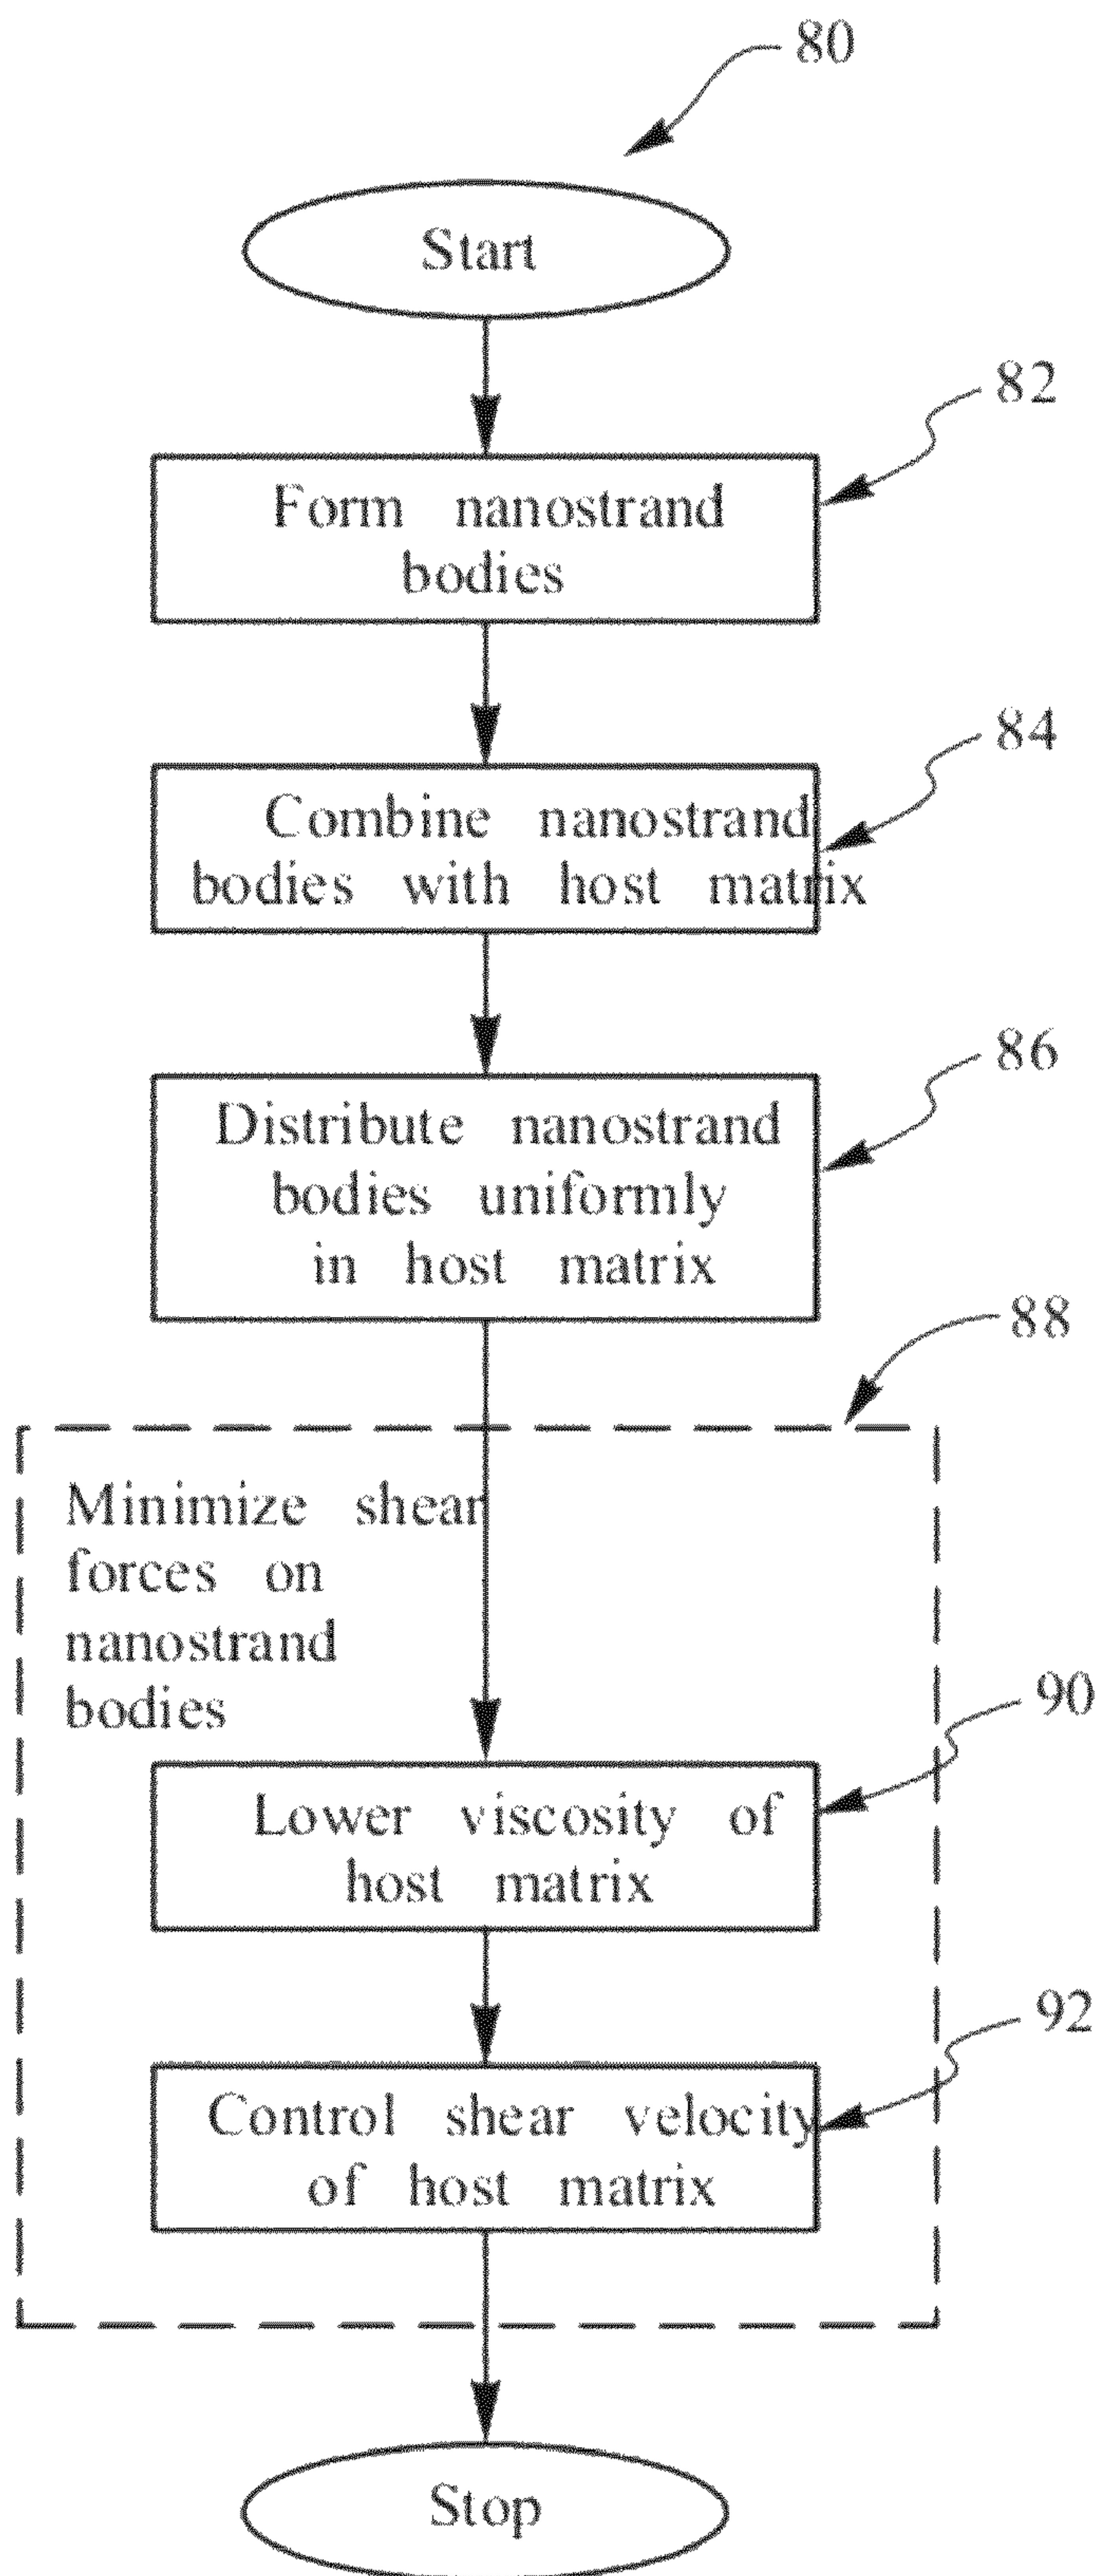 80
Start
82
Form nanostrand
bodies
84
Combine nanostrand
bodies with host matrix
86
Distribute nanostrand
bodies uniformly
in host matrix
88
Minimize shear
forces on
nanostrand
bodies
90
Lower viscosity of
host matrix
92
Control shear velocity
of host matrix
Stop